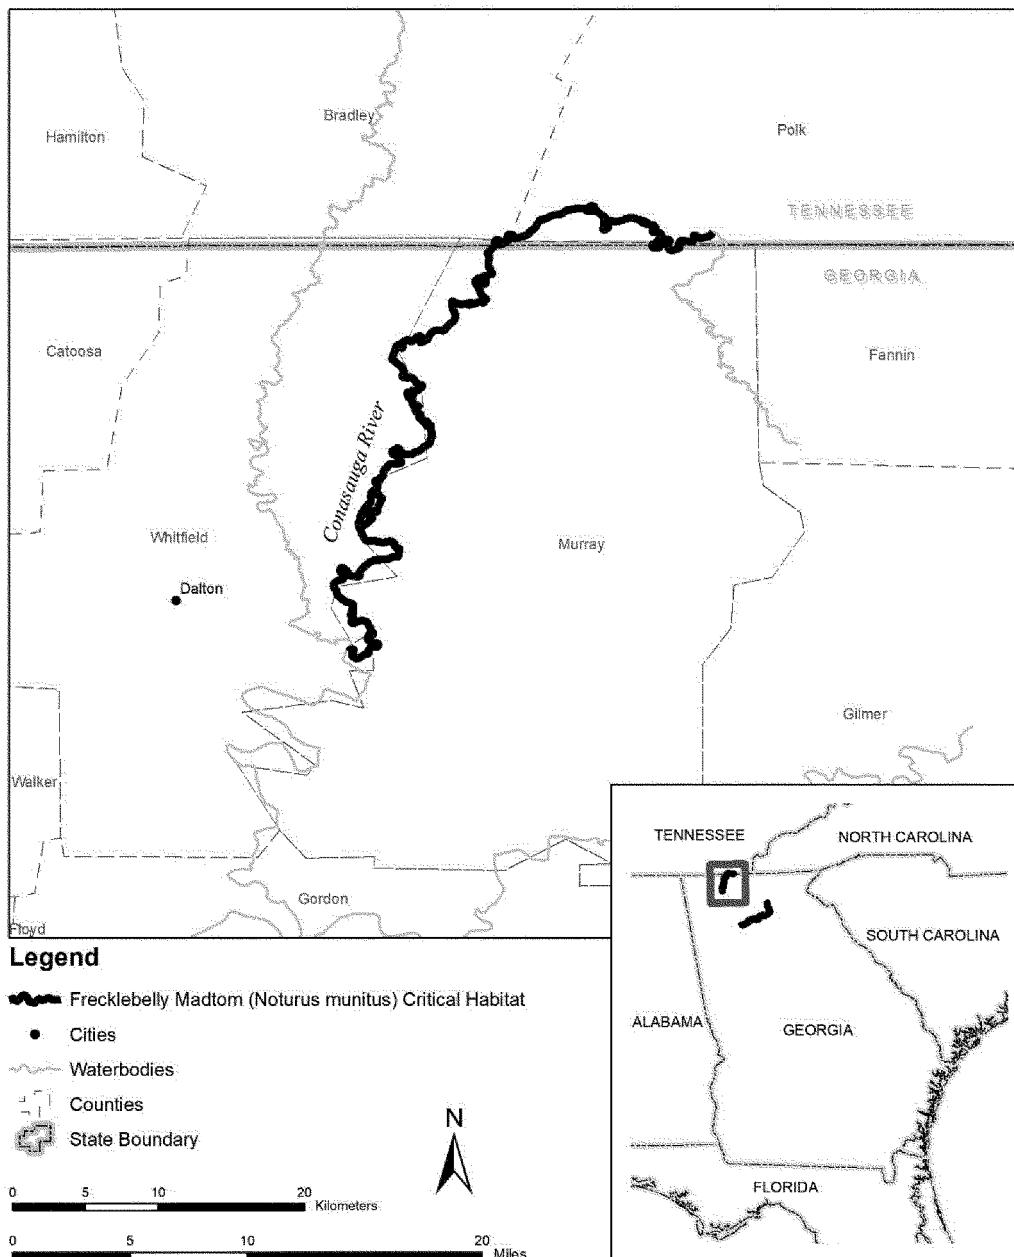 Hamilton
Bradley
Polk
TENNESSEE
GEORGIA
Catoosa
Fannin
Conasauga River
Whitfield
Murray
Dalton
Gilmer
Walker
Gordon
Floyd
TENNESSEE
NORTH CAROLINA
SOUTH CAROLINA
ALABAMA
GEORGIA
FLORIDA
Legend
Frecklebelly Madtom (Noturus munitus) Critical Habitat
Cities
Waterbodies
Counties
State Boundary
N
0 5 10 20
Kilometers
0 5 10 20
Miles